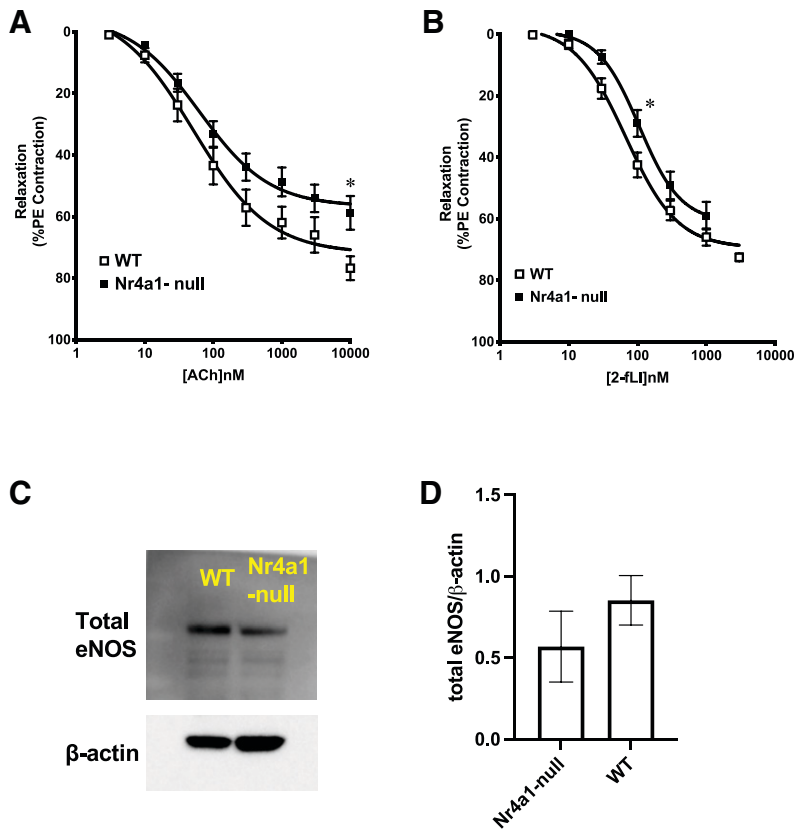 A
0
20
40
60
80
100
Relaxation
(%PE Contraction)
*
WT
Nr4a1- null
1
10
100
1000
10000
[ACh]nM
B
0
20
40
60
80
100
Relaxation
(%PE Contraction)
*
WT
Nr4a1- null
1
10
100
1000
10000
[2-fLI]nM
C
WT
Nr4a1
-null
Total
eNOS
β-actin
D
1.5
1.0
0.5
0.0
total eNOS/β-actin
Nr4a1-null
WT